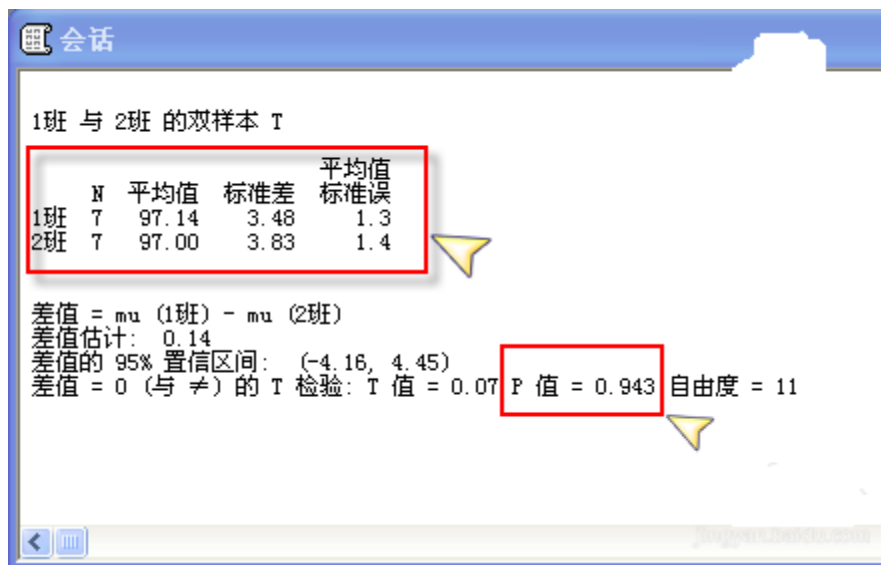 会话
1班 与 2班 的双样本 T
平均值
N 平均值 标准差 标准误
1班 7 97.14 3.48 1.3
2班 7 97.00 3.83 1.4
差值 = mu (1班) - mu (2班)
差值估计: 0.14
差值的 95% 置信区间: (-4.16, 4.45)
差值 = 0 (与 ≠) 的 T 检验: T 值 = 0.07 P 值 = 0.943 自由度 = 11
jingyan.baidu.com